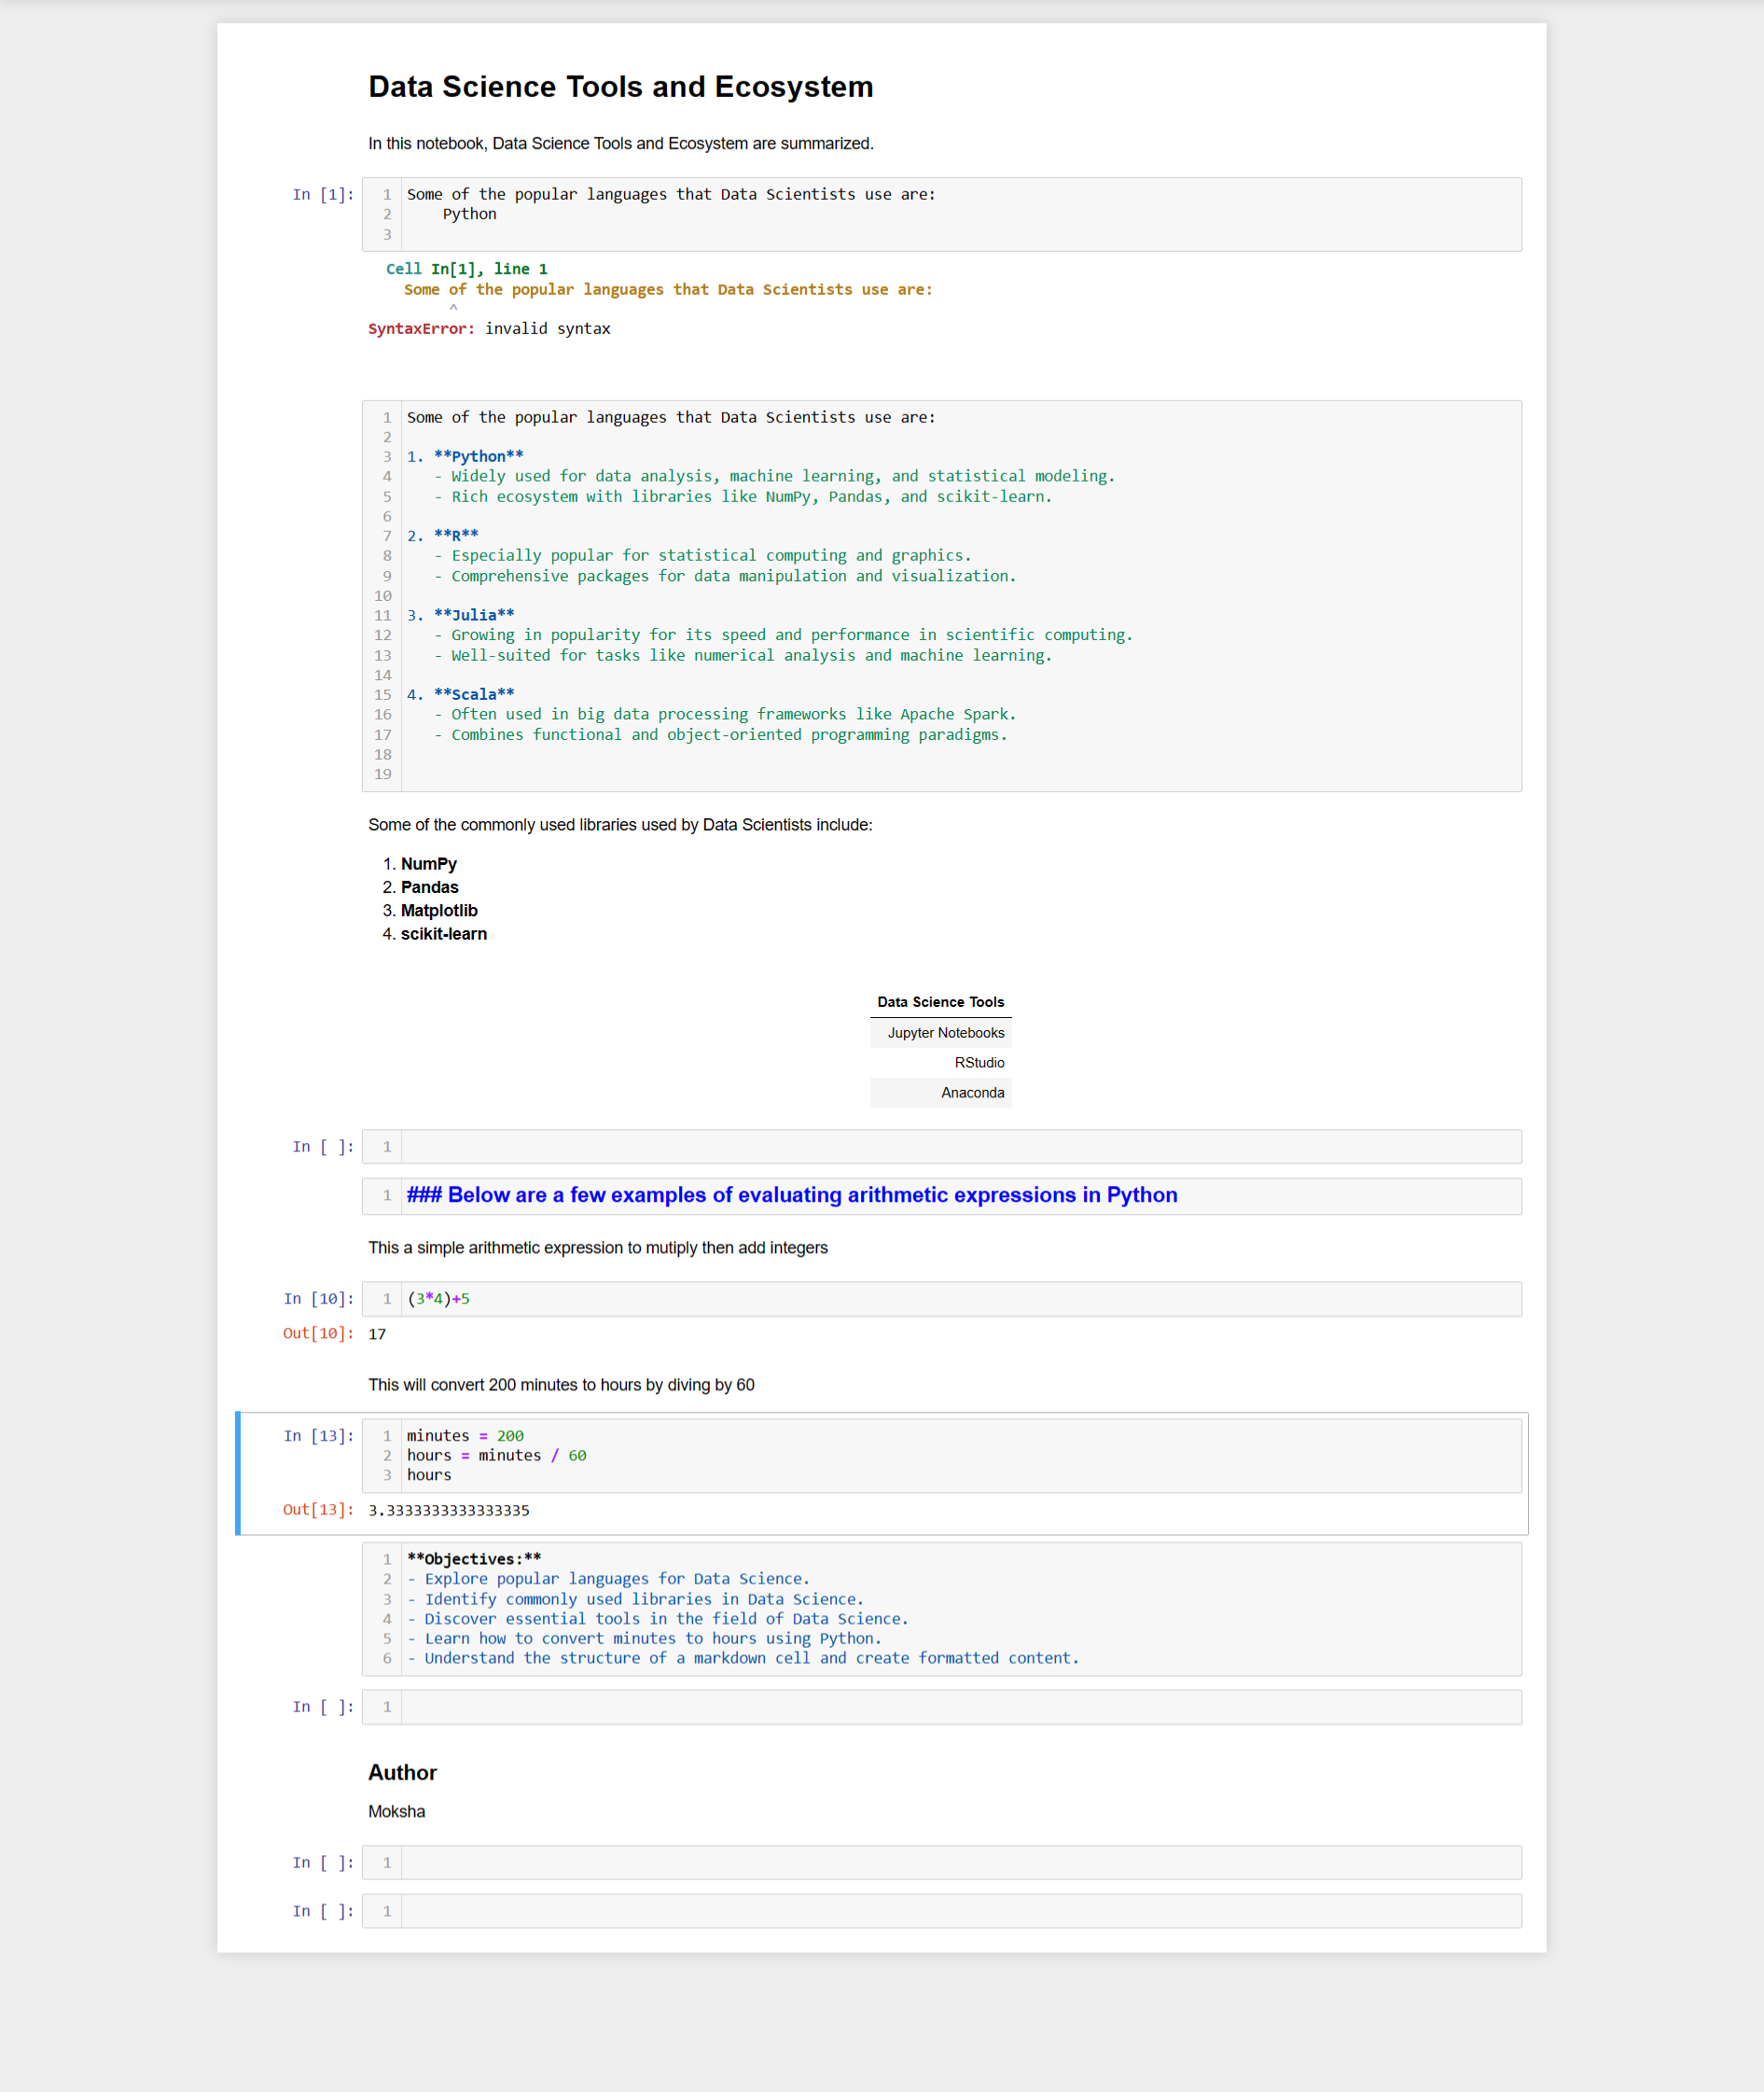 Data Science Tools and Ecosystem
In this notebook, Data Science Tools and Ecosystem are summarized.
In [1]:
1 Some of the popular languages that Data Scientists use are:
2     Python
3
Cell In[1], line 1
Some of the popular languages that Data Scientists use are:
^
SyntaxError: invalid syntax
1 Some of the popular languages that Data Scientists use are:
2
3 1. **Python**
4    - Widely used for data analysis, machine learning, and statistical modeling.
5    - Rich ecosystem with libraries like NumPy, Pandas, and scikit-learn.
6
7 2. **R**
8    - Especially popular for statistical computing and graphics.
9    - Comprehensive packages for data manipulation and visualization.
10
11 3. **Julia**
12    - Growing in popularity for its speed and performance in scientific computing.
13    - Well-suited for tasks like numerical analysis and machine learning.
14
15 4. **Scala**
16    - Often used in big data processing frameworks like Apache Spark.
17    - Combines functional and object-oriented programming paradigms.
18
19
Some of the commonly used libraries used by Data Scientists include:
1. NumPy
2. Pandas
3. Matplotlib
4. scikit-learn
Data Science Tools
Jupyter Notebooks
RStudio
Anaconda
In [ ]: 1
1 ### Below are a few examples of evaluating arithmetic expressions in Python
This a simple arithmetic expression to mutiply then add integers
In [10]: 1 (3*4)+5
Out[10]: 17
This will convert 200 minutes to hours by diving by 60
In [13]: 1 minutes = 200
2 hours = minutes / 60
3 hours
Out[13]: 3.3333333333333335
1 **Objectives:**
2 - Explore popular languages for Data Science.
3 - Identify commonly used libraries in Data Science.
4 - Discover essential tools in the field of Data Science.
5 - Learn how to convert minutes to hours using Python.
6 - Understand the structure of a markdown cell and create formatted content.
In [ ]: 1
Author
Moksha
In [ ]: 1
In [ ]: 1